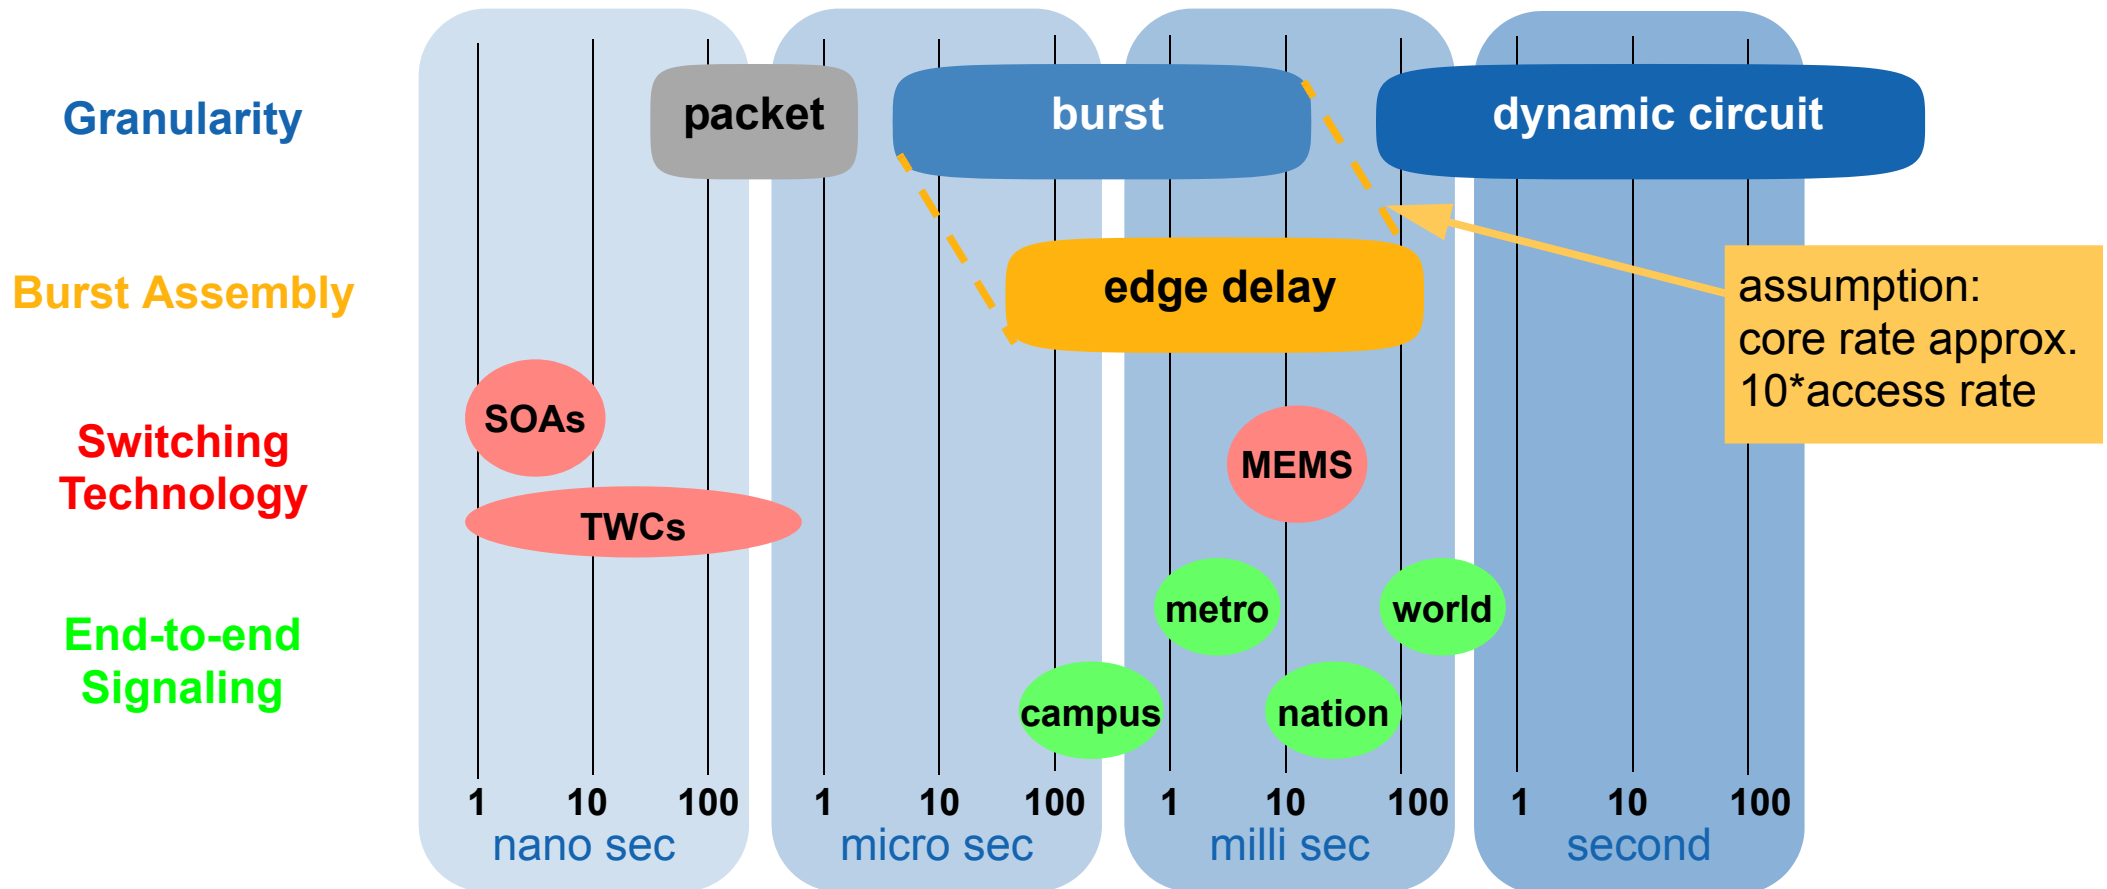 Granularity
packet
burst
dynamic circuit
Burst Assembly
edge delay
assumption:
core rate approx.
10*access rate
Switching
Technology
SOAs
MEMS
TWCs
End-to-end
Signaling
metro
world
campus
nation
1 10 100 1 10 100 1 10 100 1 10 100
nano sec micro sec milli sec second